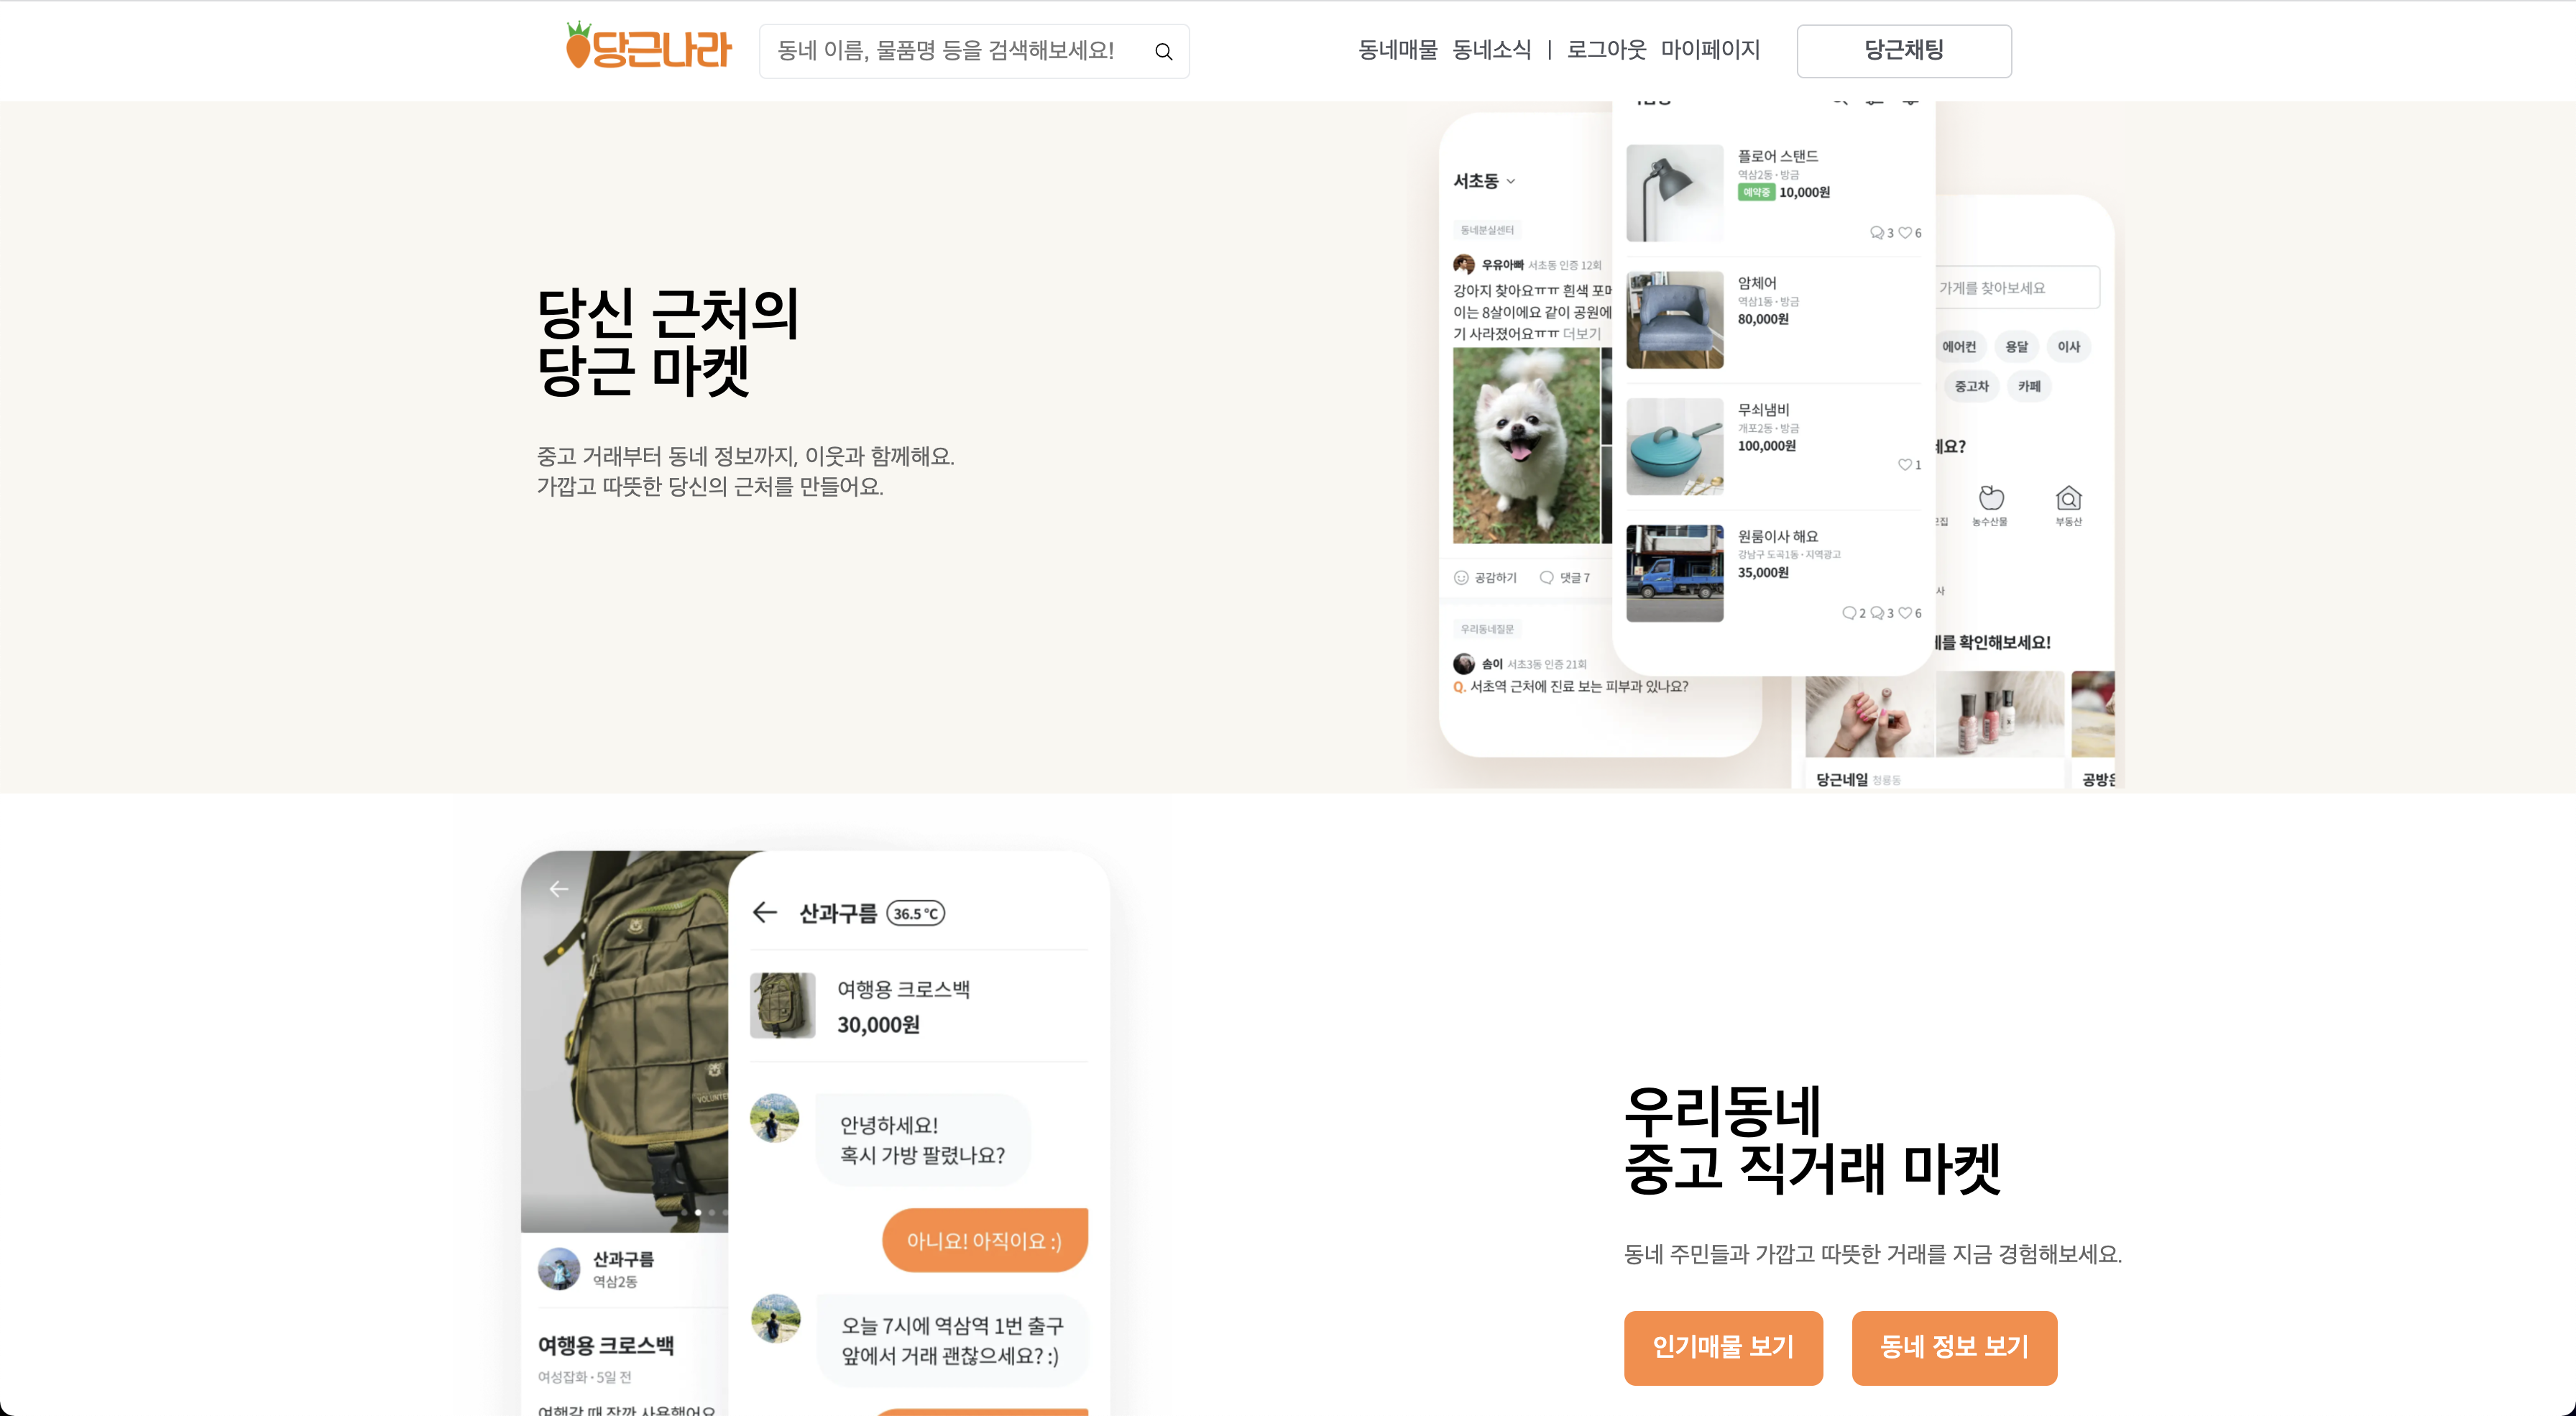 당근나라
동네 이름, 물품명 등을 검색해보세요!
동네매물 동네소식 | 로그아웃 마이페이지
당근채팅
당신 근처의
당근 마켓
중고 거래부터 동네 정보까지, 이웃과 함께해요.
가깝고 따뜻한 당신의 근처를 만들어요.
서초동
동네분실센터
우유아빠 서초동 인증 12회
강아지 찾아요ㅠㅠ 흰색 포메
이는 8살이에요 같이 공원에
기 사라졌어요ㅠㅠ 더보기
공감하기 댓글 7
우리동네질문
솜이 서초3동 인증 21회
Q. 서초역 근처에 진료 보는 피부과 있나요?
플로어 스탠드
역삼2동 · 방금
예약중 10,000원
3 6
암체어
역삼1동 · 방금
80,000원
무쇠냄비
개포2동 · 방금
100,000원
1
원룸이사 해요
강남구 도곡1동 · 지역광고
35,000원
2 3 6
가게를 찾아보세요
에어컨 용달 이사
중고차 카페
농수산물 부동산
확인해보세요!
당근네일 청룡동
산과구름 36.5 °C
여행용 크로스백
30,000원
안녕하세요!
혹시 가방 팔렸나요?
아니요! 아직이요 :)
오늘 7시에 역삼역 1번 출구
앞에서 거래 괜찮으세요? :)
산과구름
역삼2동
여행용 크로스백
여성잡화 · 5일 전
여행갈 때 잠깐 사용했어요
우리동네
중고 직거래 마켓
동네 주민들과 가깝고 따뜻한 거래를 지금 경험해보세요.
인기매물 보기
동네 정보 보기